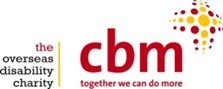 the
overseas
disability
charity
cbm
together we can do more